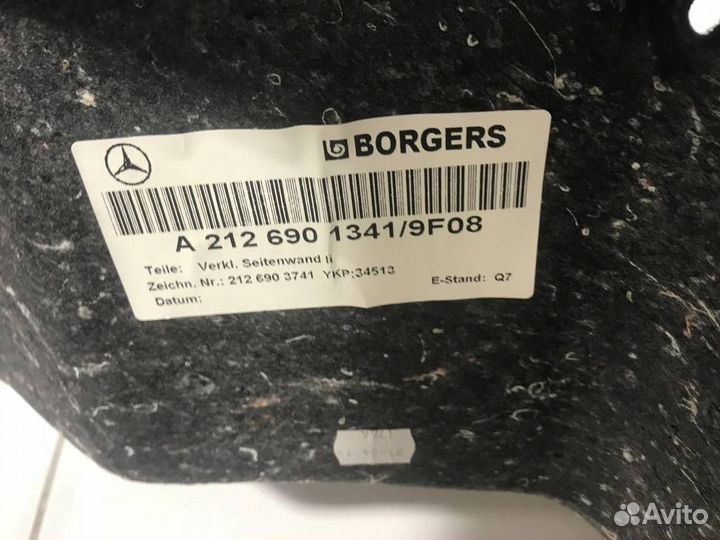 BORGERS
A 212 690 1341/9F08
Teile: Verkl. Seitenwand li
Zeichn. Nr.: 212 690 3741 YKP:34513
E-Stand: Q7
Datum:
Avito